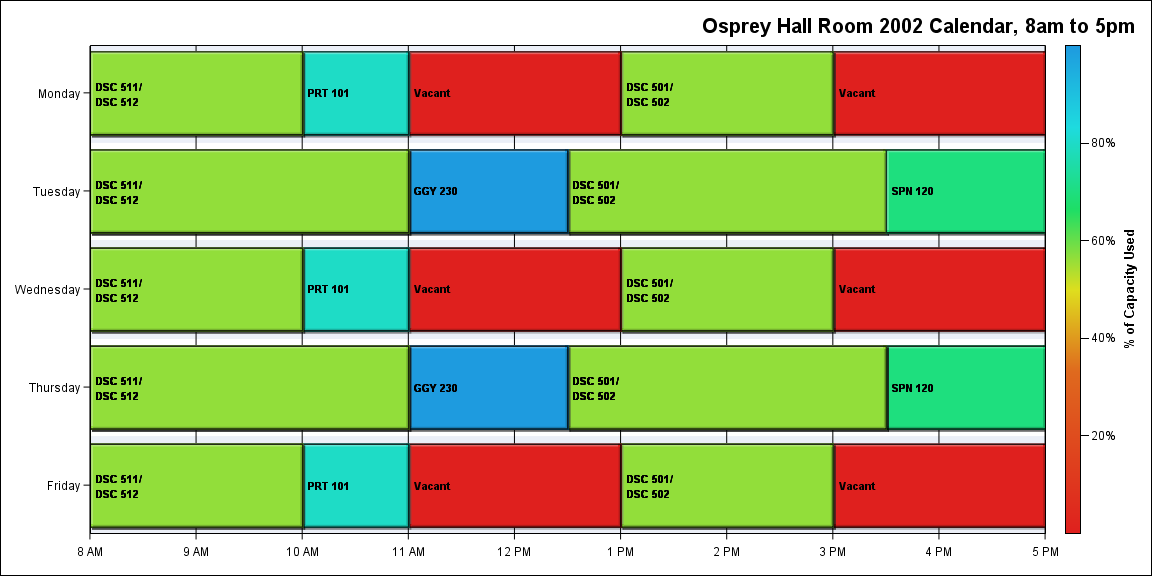 Osprey Hall Room 2002 Calendar, 8am to 5pm
Monday
DSC 511/
DSC 512
PRT 101
Vacant
DSC 501/
DSC 502
Vacant
Tuesday
DSC 511/
DSC 512
GGY 230
DSC 501/
DSC 502
SPN 120
Wednesday
DSC 511/
DSC 512
PRT 101
Vacant
DSC 501/
DSC 502
Vacant
Thursday
DSC 511/
DSC 512
GGY 230
DSC 501/
DSC 502
SPN 120
Friday
DSC 511/
DSC 512
PRT 101
Vacant
DSC 501/
DSC 502
Vacant
8 AM 9 AM 10 AM 11 AM 12 PM 1 PM 2 PM 3 PM 4 PM 5 PM
80%
60%
40%
20%
% of Capacity Used